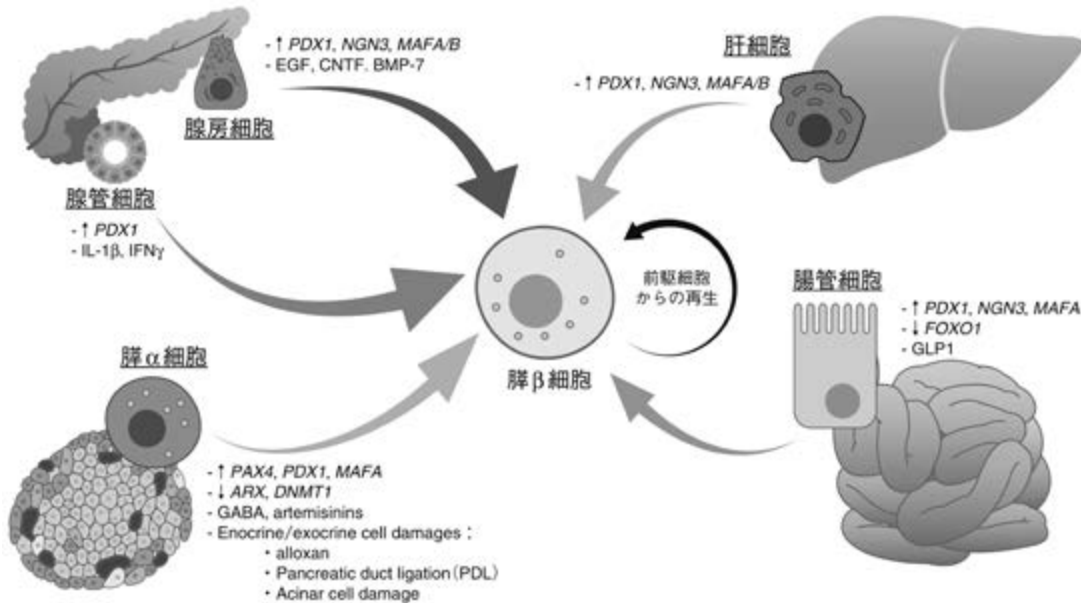 - ↑ PDX1, NGN3, MAFA/B
- EGF, CNTF. BMP-7
腺房細胞
腺管細胞
- ↑ PDX1
- IL-1β, IFNγ
肝細胞
- ↑ PDX1, NGN3, MAFA/B
前駆細胞
からの再生
膵β細胞
腸管細胞
- ↑ PDX1, NGN3, MAFA
- ↓ FOXO1
- GLP1
膵α細胞
- ↑ PAX4, PDX1, MAFA
- ↓ ARX, DNMT1
- GABA, artemisinins
- Enocrine/exocrine cell damages：
・alloxan
・Pancreatic duct ligation（PDL）
・Acinar cell damage